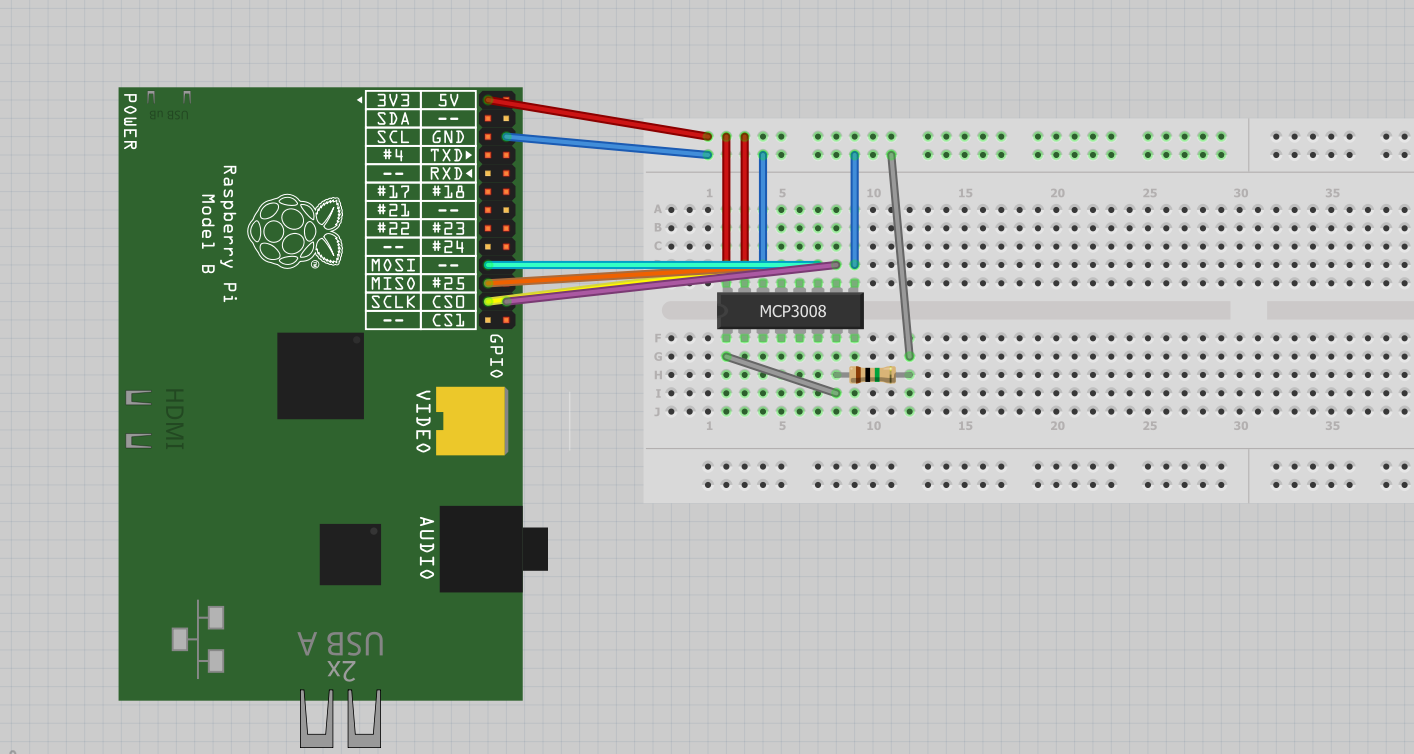 POWER
USB uB
Raspberry Pi
Model B
®
3V3 5V
SDA --
SCL GND
#4 TXD
-- RXD
#17 #18
#21 --
#22 #23
-- #24
MOSI --
MISO #25
SCLK CS0
-- CS1
GPIO
HDMI
VIDEO
AUDIO
USB A
2x
1 5 10 15 20 25 30 35
A
B
C
MCP3008
F
G
H
I
J
1 5 10 15 20 25 30 35